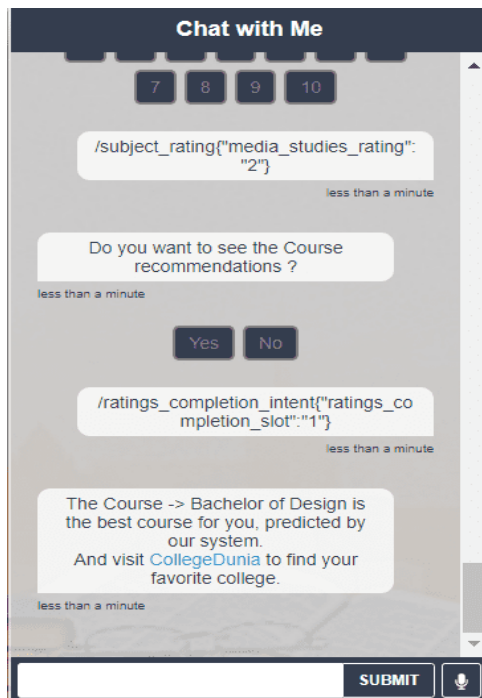 Chat with Me
7 8 9 10
/subject_rating{"media_studies_rating":
"2"}
less than a minute
Do you want to see the Course
recommendations ?
less than a minute
Yes No
/ratings_completion_intent{"ratings_co
mpletion_slot":"1"}
less than a minute
The Course -> Bachelor of Design is
the best course for you, predicted by
our system.
And visit CollegeDunia to find your
favorite college.
less than a minute
SUBMIT